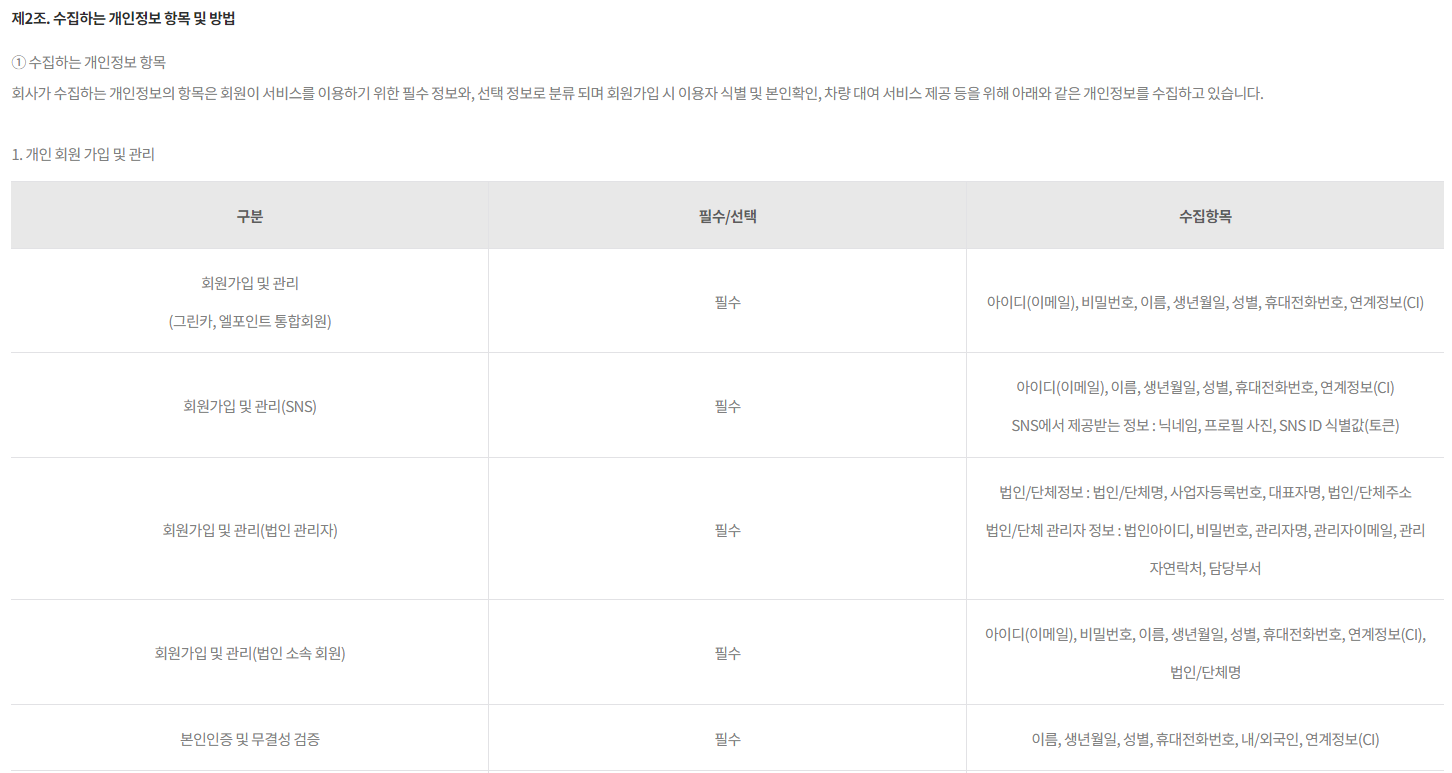 제2조. 수집하는 개인정보 항목 및 방법
① 수집하는 개인정보 항목
회사가 수집하는 개인정보의 항목은 회원이 서비스를 이용하기 위한 필수 정보와, 선택 정보로 분류 되며 회원가입 시 이용자 식별 및 본인확인, 차량 대여 서비스 제공 등을 위해 아래와 같은 개인정보를 수집하고 있습니다.
1. 개인 회원 가입 및 관리
구분 필수/선택 수집항목
회원가입 및 관리
(그린카, 엘포인트 통합회원)
필수
아이디(이메일), 비밀번호, 이름, 생년월일, 성별, 휴대전화번호, 연계정보(CI)
회원가입 및 관리(SNS)
필수
아이디(이메일), 이름, 생년월일, 성별, 휴대전화번호, 연계정보(CI)
SNS에서 제공받는 정보 : 닉네임, 프로필 사진, SNS ID 식별값(토큰)
회원가입 및 관리(법인 관리자)
필수
법인/단체정보 : 법인/단체명, 사업자등록번호, 대표자명, 법인/단체주소
법인/단체 관리자 정보 : 법인아이디, 비밀번호, 관리자명, 관리자이메일, 관리
자연락처, 담당부서
회원가입 및 관리(법인 소속 회원)
필수
아이디(이메일), 비밀번호, 이름, 생년월일, 성별, 휴대전화번호, 연계정보(CI),
법인/단체명
본인인증 및 무결성 검증
필수
이름, 생년월일, 성별, 휴대전화번호, 내/외국인, 연계정보(CI)